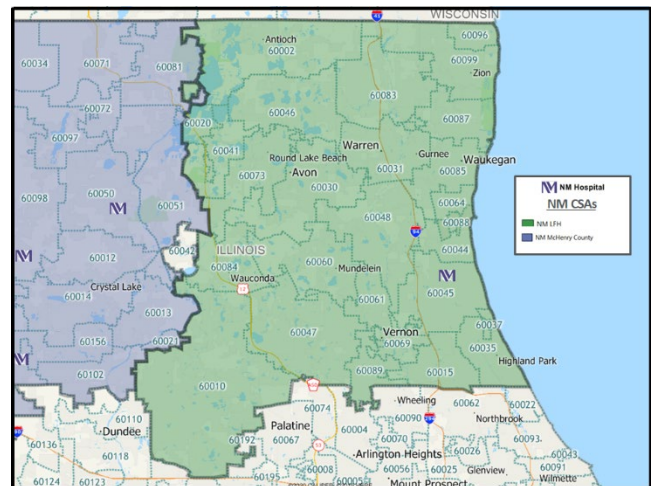 WISCONSIN
41
Antioch
60002
60096
60034
60071
60081
60099
Zion
60083
60072
60046
60087
60020
60097
60041
Warren
Gurnee
Waukegan
Round Lake Beach
Avon
60073
60031
60085
60030
60098
60050
60051
60064
60048
60088
94
60042
ILLINOIS
60044
60012
60084
60060
Mundelein
Wauconda
12
60045
60014
Crystal Lake
60061
60013
60047
Vernon
60037
60156
60021
60069
60035
Highland Park
60102
60010
60089
60015
60110
60074
Wheeling
60062
60022
Dundee
Palatine
60090
Northbrook
60136
60192
60067
60004
60070
60026
60093
60118
Arlington Heights
60043
60124
60123
60195
60008
60056
60025
Glenview
60091
Wilmette
60005
Mount Prospect
NM Hospital
NM CSAs
NM LFH
NM McHenry County